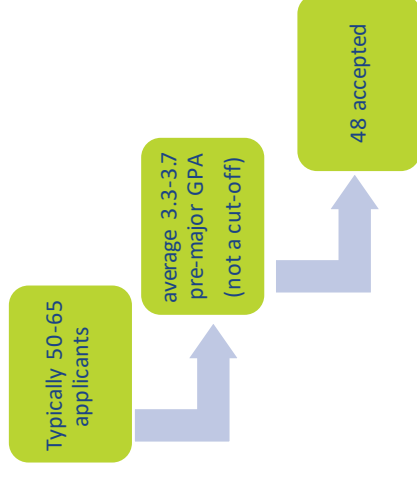 Typically 50-65
applicants
average 3.3-3.7
pre-major GPA
(not a cut-off)
48 accepted